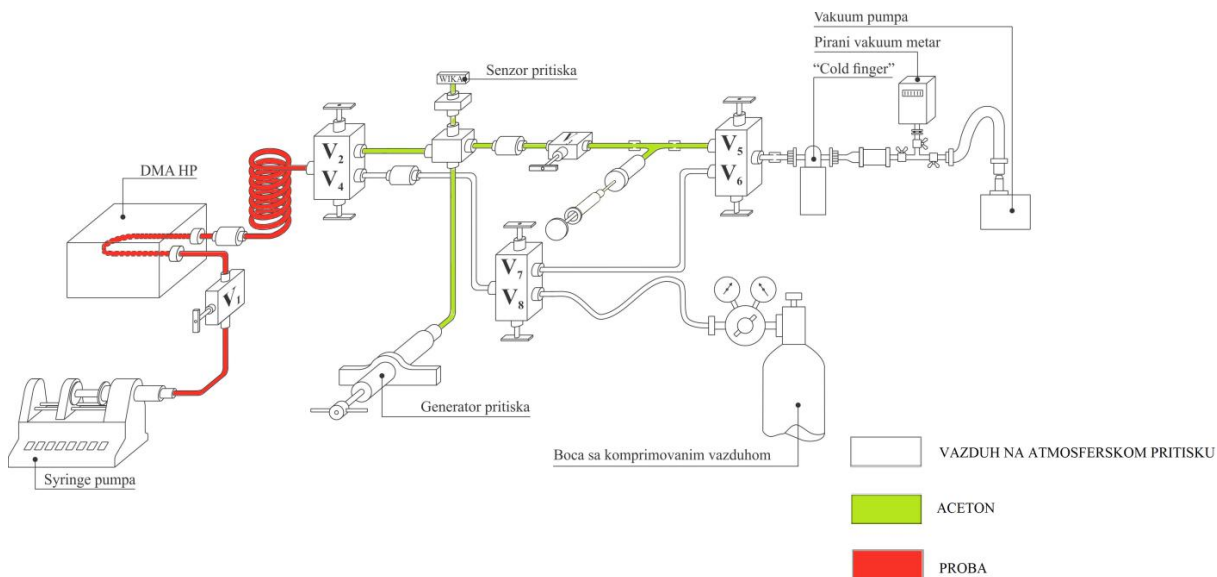 Vakuum pumpa
Pirani vakuum metar
“Cold finger”
Senzor pritiska
WIKA
DMA HP
V2
V4
V5
V6
V7
V8
V1
Generator pritiska
Syringe pumpa
Boca sa komprimovanim vazduhom
VAZDUH NA ATMOSFERSKOM PRITISKU
ACETON
PROBA